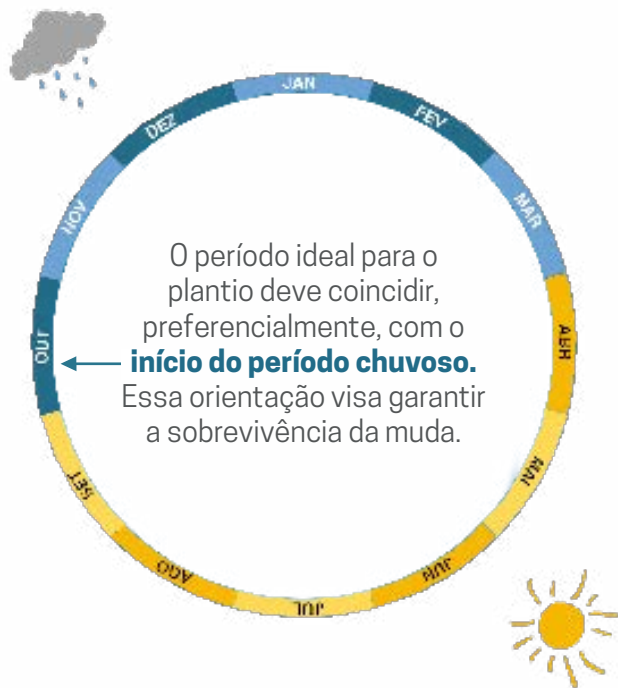 JAN
FEV
MAR
ABR
MAI
JUN
JUL
AGO
SET
OUT
NOV
DEZ
O período ideal para o
plantio deve coincidir,
preferencialmente, com o
início do período chuvoso.
Essa orientação visa garantir
a sobrevivência da muda.